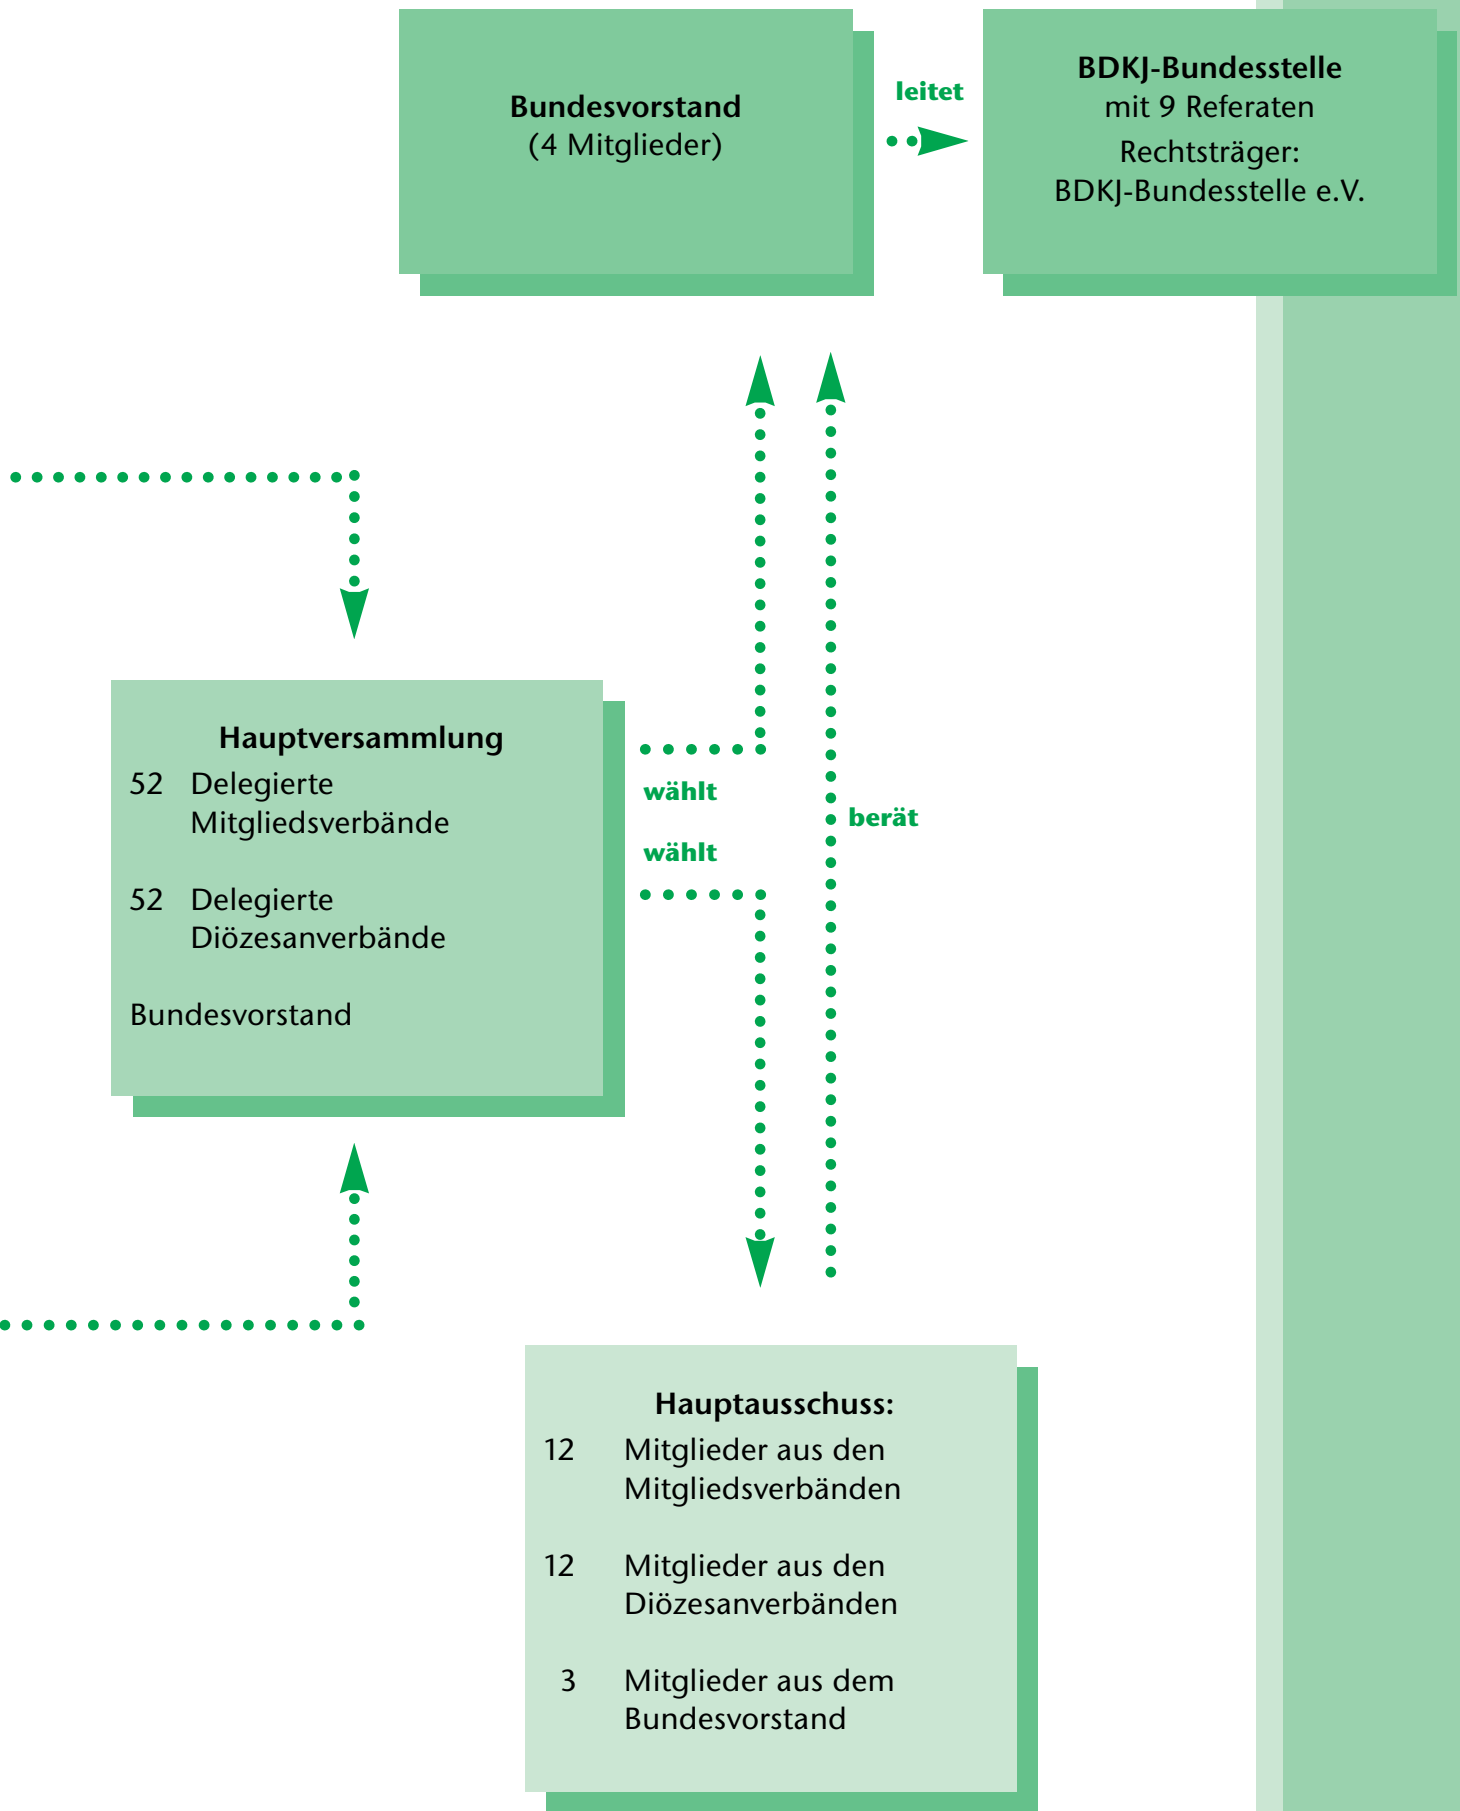 Bundesvorstand
(4 Mitglieder)
leitet
BDKJ-Bundesstelle
mit 9 Referaten
Rechtsträger:
BDKJ-Bundesstelle e.V.
Hauptversammlung
52 Delegierte
Mitgliedsverbände
52 Delegierte
Diözesanverbände
Bundesvorstand
wählt
wählt
berät
Hauptausschuss:
12 Mitglieder aus den
Mitgliedsverbänden
12 Mitglieder aus den
Diözesanverbänden
3 Mitglieder aus dem
Bundesvorstand